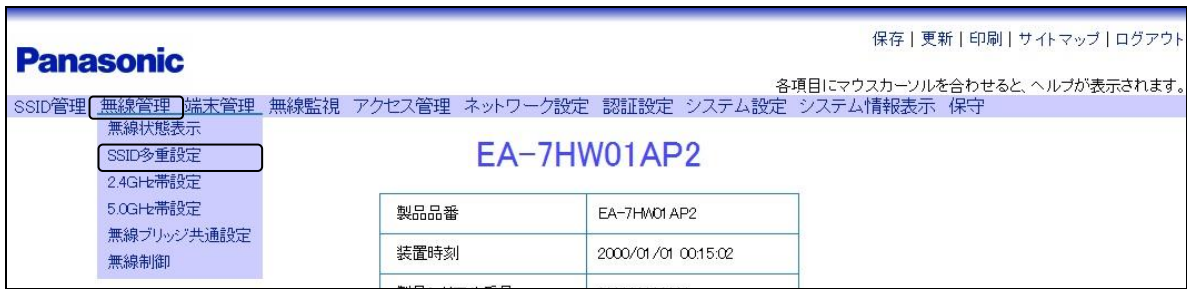 保存 | 更新 | 印刷 | サイトマップ | ログアウト
Panasonic
各項目にマウスカーソルを合わせると、ヘルプが表示されます。
SSID管理 無線管理 端末管理 無線監視 アクセス管理 ネットワーク設定 認証設定 システム設定 システム情報表示 保守
無線状態表示
SSID多重設定
2.4GHz帯設定
5.0GHz帯設定
無線ブリッジ共通設定
無線制御
EA-7HW01AP2
製品品番 EA-7HW01AP2
装置時刻 2000/01/01 00:15:02